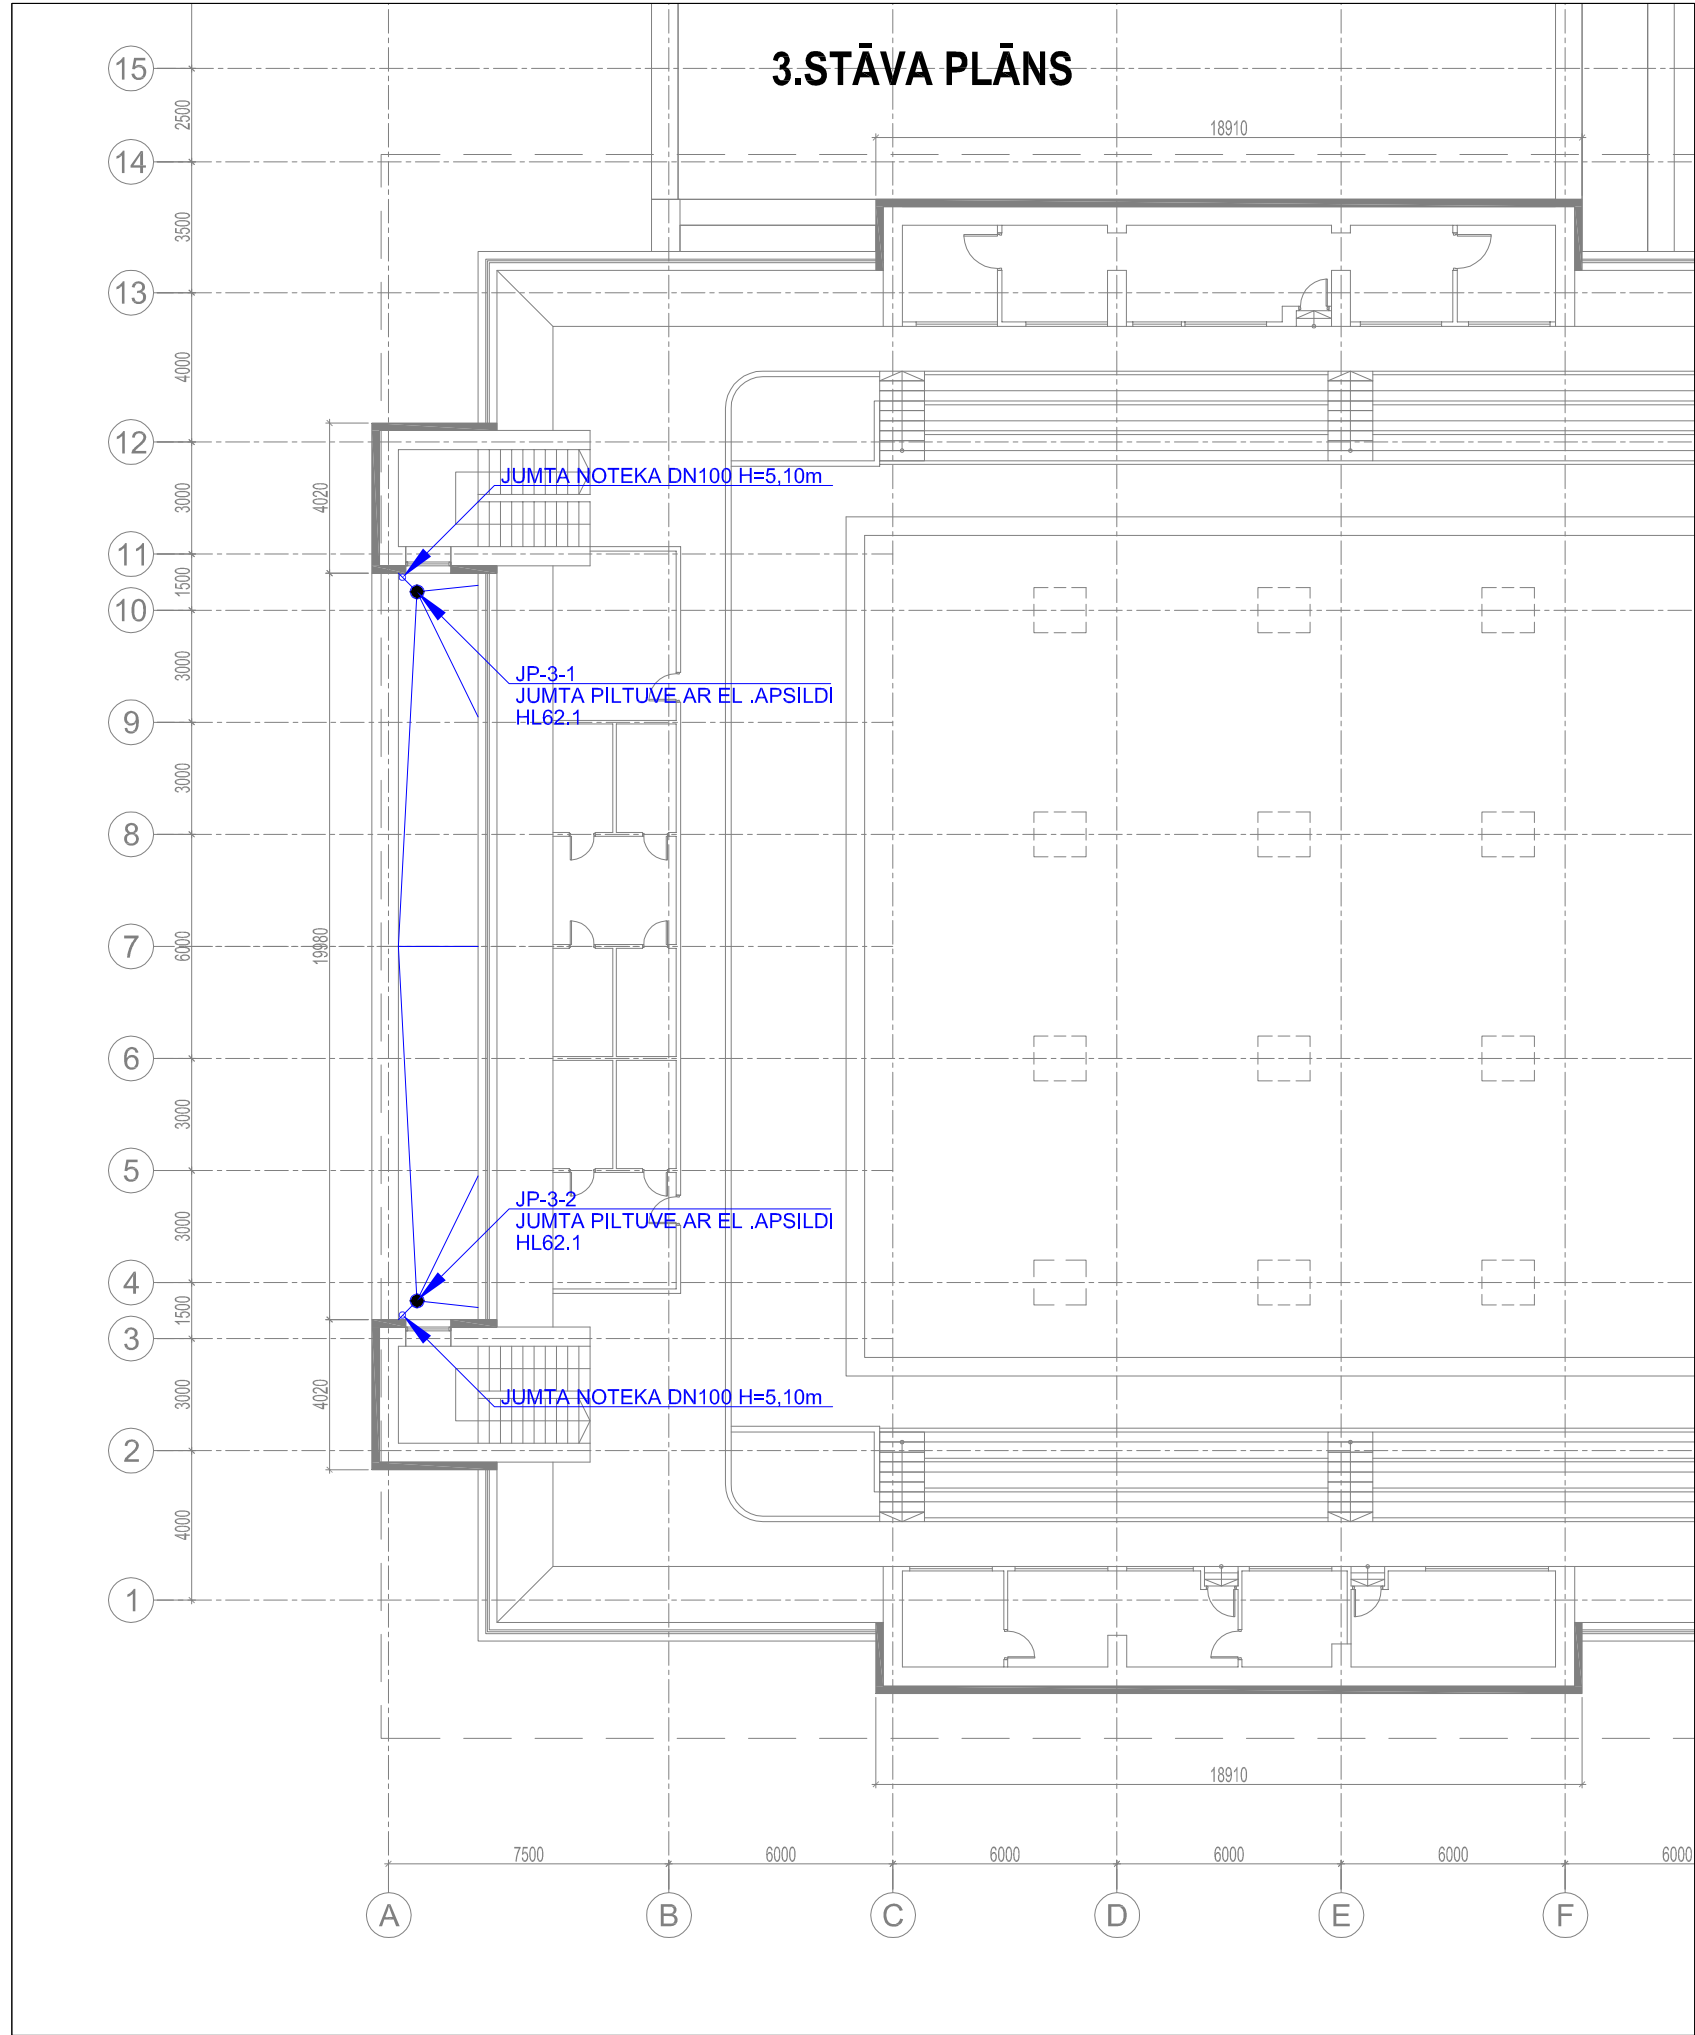 3.STĀVA PLĀNS
15
2500
18910
14
3500
13
4000
12
4020
3000
JUMTA NOTEKA DN100 H=5,10m
11
1500
10
3000
JP-3-1
JUMTA PILTUVE AR EL .APSILDI
HL62.1
9
3000
8
7
6000
19980
6
3000
5
JP-3-2
JUMTA PILTUVE AR EL .APSILDI
HL62.1
3000
4
1500
3
4020
3000
JUMTA NOTEKA DN100 H=5,10m
2
4000
1
18910
7500
6000
6000
6000
6000
6000
A
B
C
D
E
F